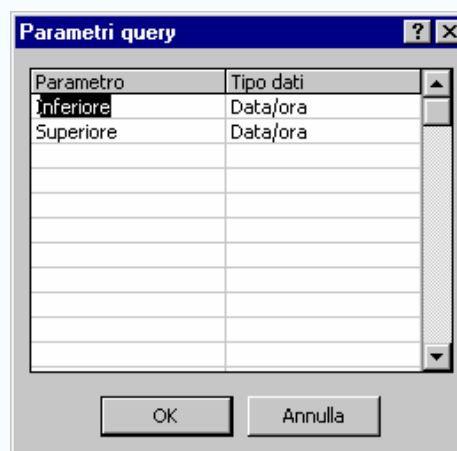 Parametri query
Parametro Tipo dati
Inferiore Data/ora
Superiore Data/ora
OK Annulla